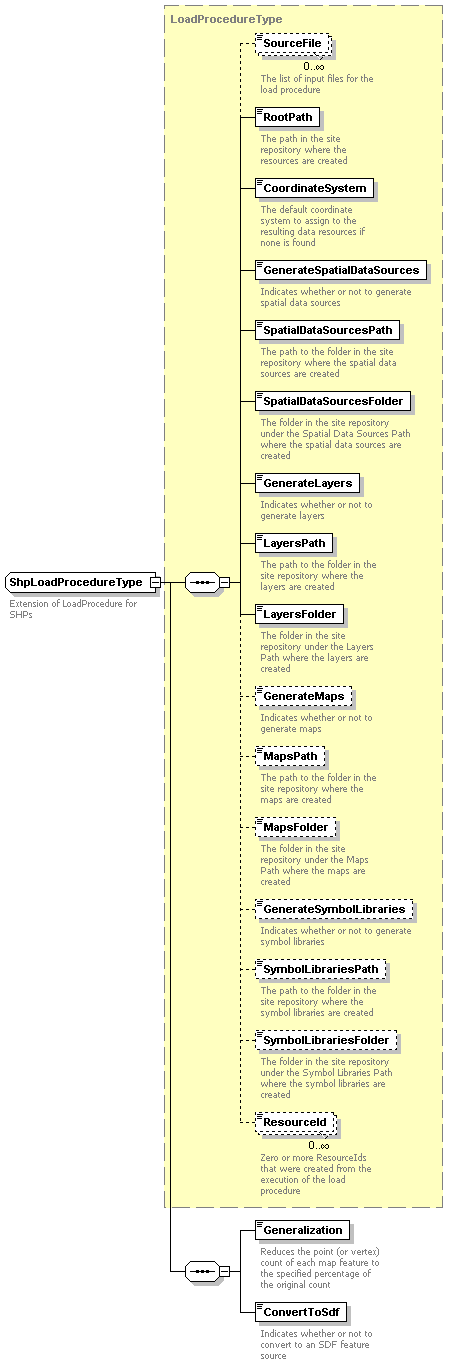 LoadProcedureType
SourceFile
0..∞
The list of input files for the
load procedure
RootPath
The path in the site
repository where the
resources are created
CoordinateSystem
The default coordinate
system to assign to the
resulting data resources if
none is found
GenerateSpatialDataSources
Indicates whether or not to generate
spatial data sources
SpatialDataSourcesPath
The path to the folder in the site
repository where the spatial data
sources are created
SpatialDataSourcesFolder
The folder in the site repository
under the Spatial Data Sources Path
where the spatial data sources are
created
GenerateLayers
Indicates whether or not to
generate layers
LayersPath
The path to the folder in the
site repository where the
layers are created
ShpLoadProcedureType
Extension of LoadProcedure for
SHPs
LayersFolder
The folder in the site
repository under the Layers
Path where the layers are
created
GenerateMaps
Indicates whether or not to
generate maps
MapsPath
The path to the folder in the
site repository where the
maps are created
MapsFolder
The folder in the site
repository under the Maps
Path where the maps are
created
GenerateSymbolLibraries
Indicates whether or not to generate
symbol libraries
SymbolLibrariesPath
The path to the folder in the
site repository where the
symbol libraries are created
SymbolLibrariesFolder
The folder in the site repository
under the Symbol Libraries Path
where the symbol libraries are
created
ResourceId
0..∞
Zero or more ResourceIds
that were created from the
execution of the load
procedure
Generalization
Reduces the point (or vertex)
count of each map feature to
the specified percentage of
the original count
ConvertToSdf
Indicates whether or not to
convert to an SDF feature
source